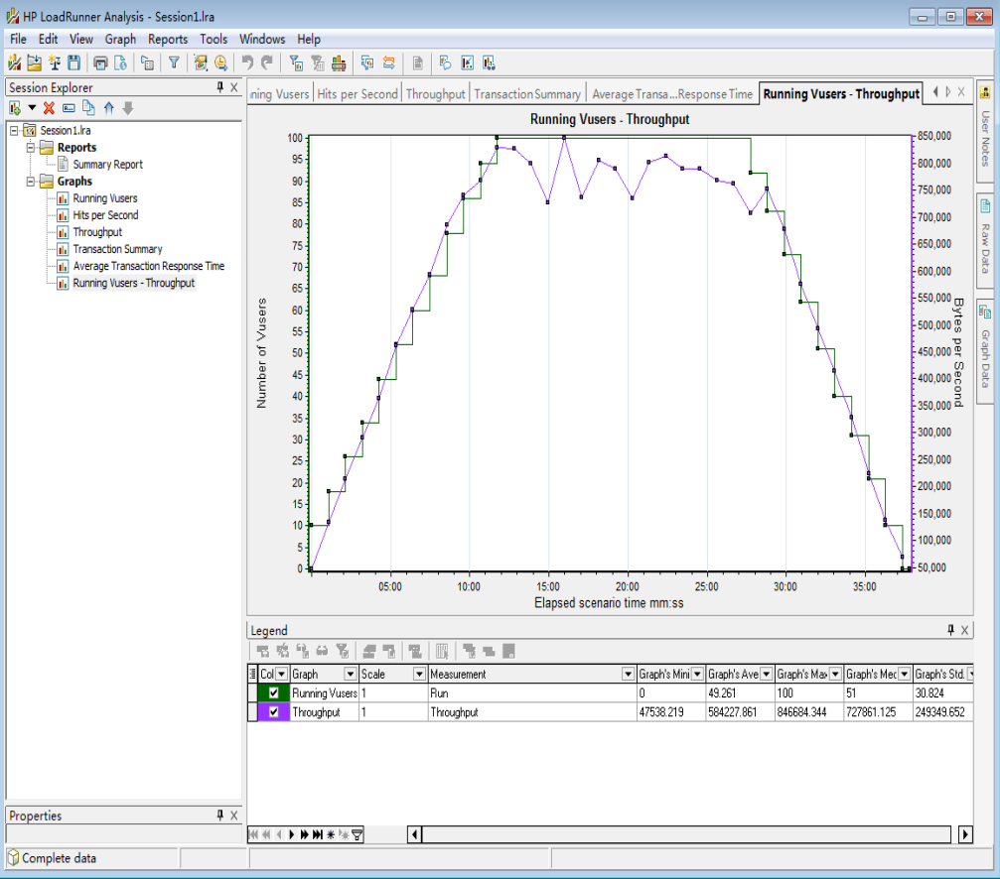 HP LoadRunner Analysis - Session1.lra
File Edit View Graph Reports Tools Windows Help
Session Explorer
Session1.lra
Reports
Summary Report
Graphs
Running Vusers
Hits per Second
Throughput
Transaction Summary
Average Transaction Response Time
Running Vusers - Throughput
Properties
ning Vusers Hits per Second Throughput Transaction Summary Average Transa...Response Time Running Vusers - Throughput
Running Vusers - Throughput
Number of Vusers
100
95
90
85
80
75
70
65
60
55
50
45
40
35
30
25
20
15
10
5
0
850,000
800,000
750,000
700,000
650,000
600,000
550,000
500,000
450,000
400,000
350,000
300,000
250,000
200,000
150,000
100,000
50,000
Bytes per Second
05:00 10:00 15:00 20:00 25:00 30:00 35:00
Elapsed scenario time mm:ss
User Notes
Raw Data
Graph Data
Legend
Col Graph Scale Measurement Graph's Mini Graph's Ave Graph's Max Graph's Med Graph's Std.
Running Vusers 1 Run 0 49.261 100 51 30.824
Throughput 1 Throughput 47538.219 584227.861 846684.344 727861.125 249349.652
Complete data